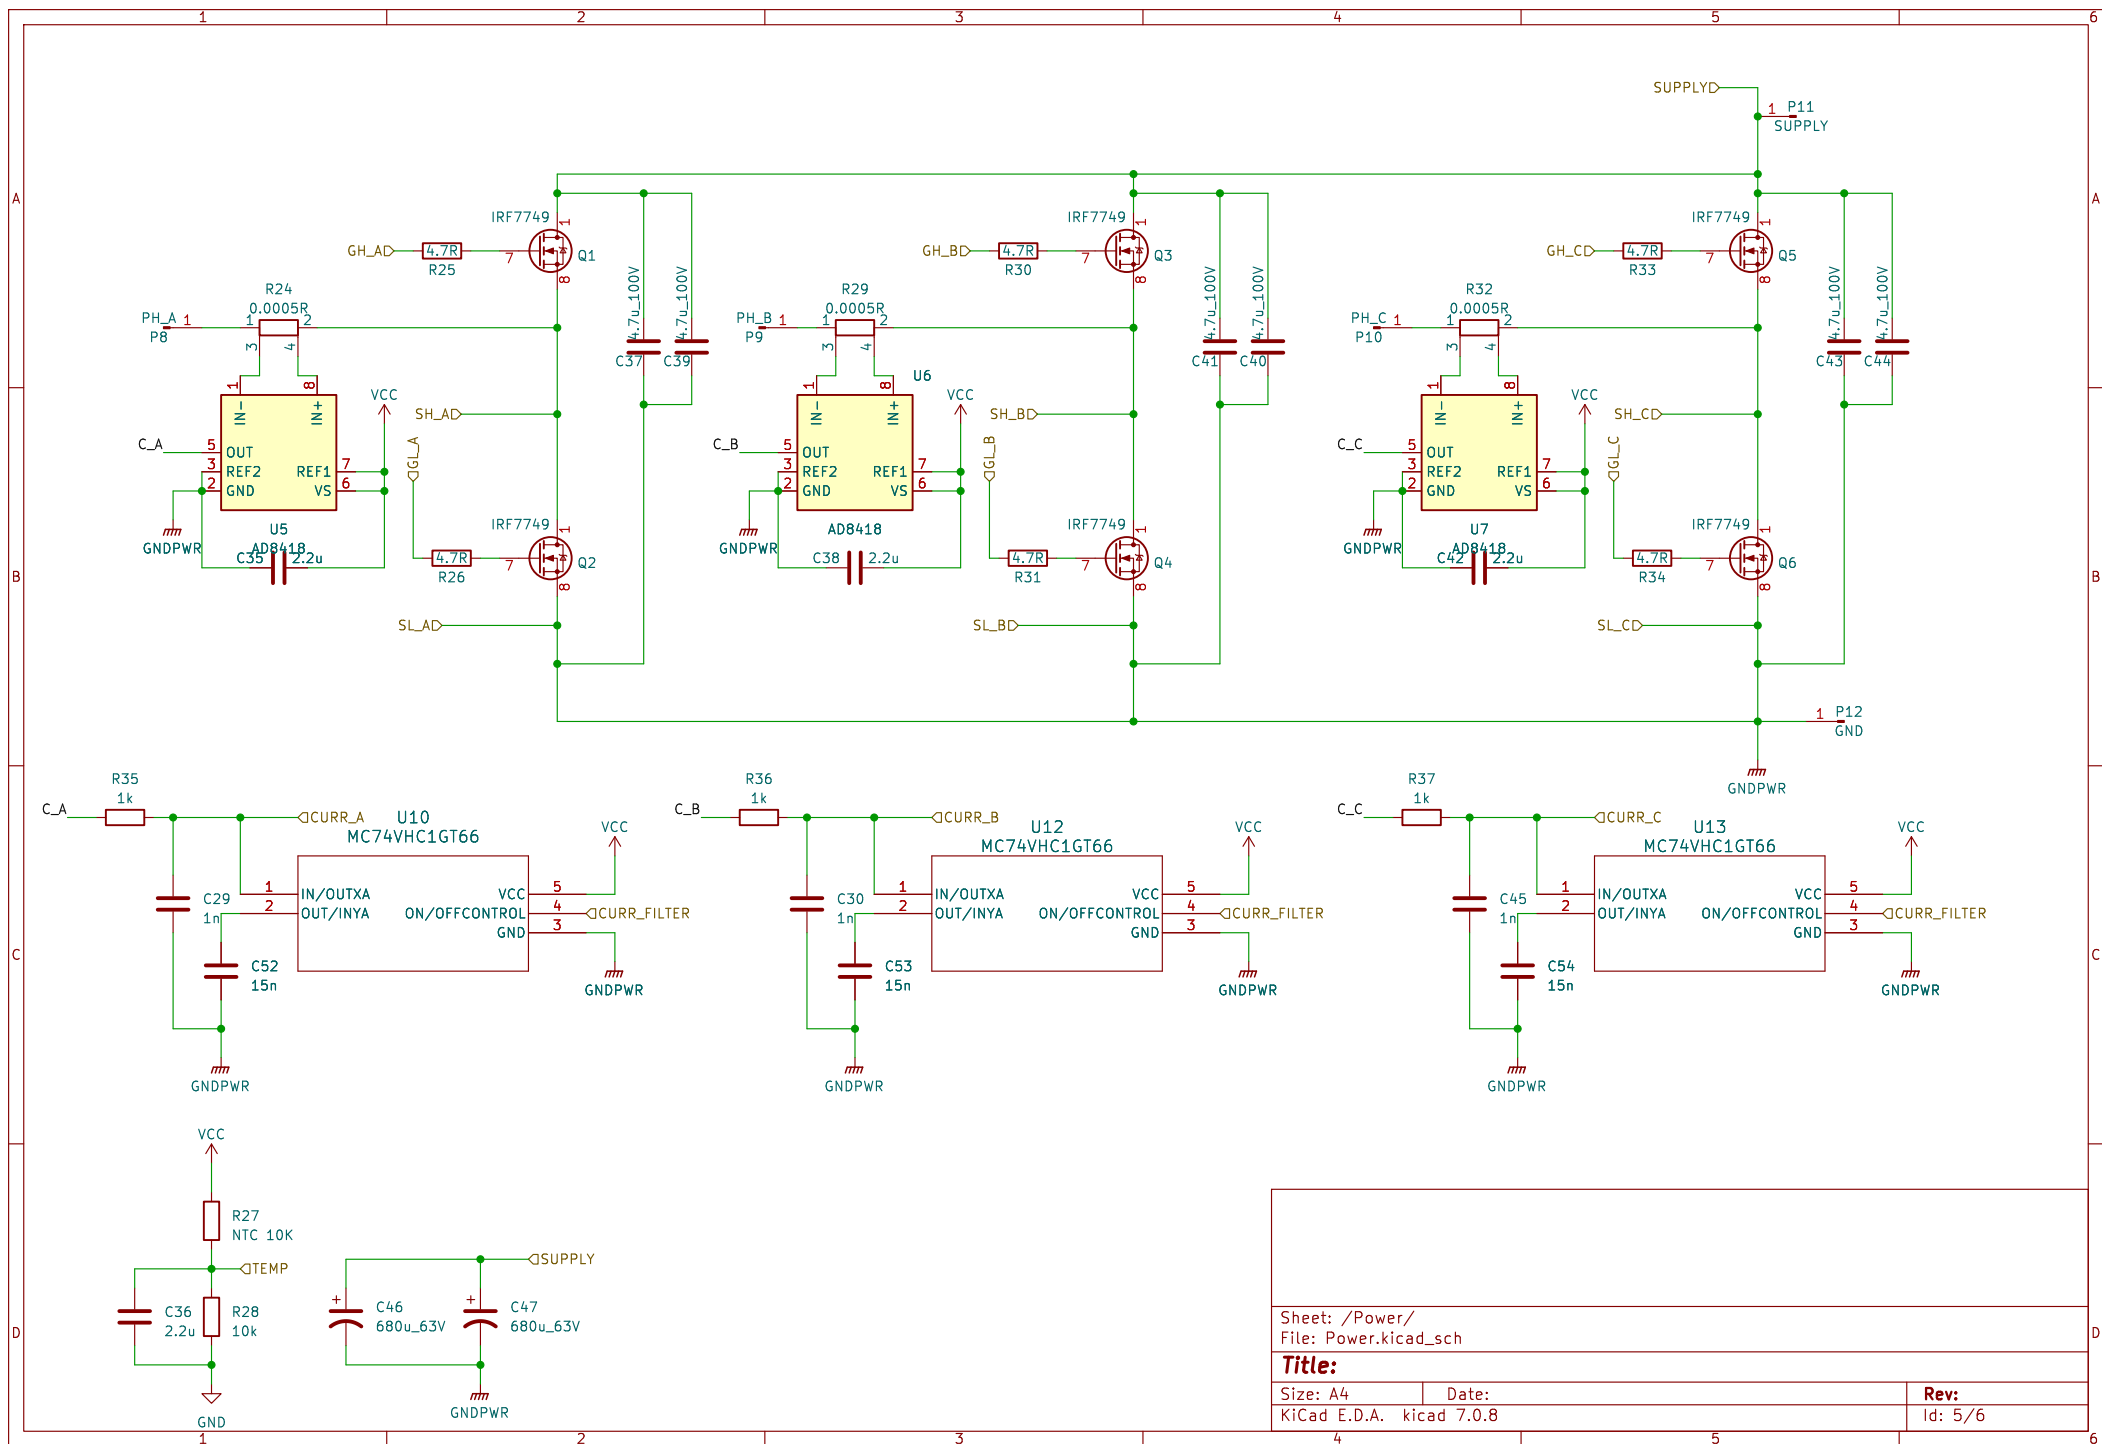 1 2 3 4 5 6
SUPPLY
1 P11
SUPPLY
A A
IRF7749 1
GH_A 4.7R 7 Q1
R25 8
IRF7749 1
GH_B 4.7R 7 Q3
R30 8
IRF7749 1
GH_C 4.7R 7 Q5
R33 8
R24
0.0005R
PH_A 1 1 2
P8 3 4
4.7u_100V 4.7u_100V
C37 C39
R29
0.0005R
PH_B 1 1 2
P9 3 4
4.7u_100V 4.7u_100V
C41 C40
R32
0.0005R
PH_C 1 1 2
P10 3 4
4.7u_100V 4.7u_100V
C43 C44
1 8
IN- IN+
VCC
SH_A
GL_A
C_A 5 OUT
3 REF2 REF1 7
2 GND VS 6
GNDPWR
U5
AD8418
C35 2.2u
U6
1 8
IN- IN+
VCC
SH_B
GL_B
C_B 5 OUT
3 REF2 REF1 7
2 GND VS 6
GNDPWR
AD8418
C38 2.2u
1 8
IN- IN+
VCC
SH_C
GL_C
C_C 5 OUT
3 REF2 REF1 7
2 GND VS 6
GNDPWR
U7
AD8418
C42 2.2u
IRF7749 1
4.7R 7 Q2
R26 8
IRF7749 1
4.7R 7 Q4
R31 8
IRF7749 1
4.7R 7 Q6
R34 8
B B
SL_A
SL_B
SL_C
1 P12
GND
GNDPWR
R35
1k
C_A CURR_A
U10
MC74VHC1GT66
VCC
C29
1n
1 IN/OUTXA VCC 5
2 OUT/INYA ON/OFFCONTROL 4 CURR_FILTER
GND 3
C52
15n
GNDPWR
GNDPWR
R36
1k
C_B CURR_B
U12
MC74VHC1GT66
VCC
C30
1n
1 IN/OUTXA VCC 5
2 OUT/INYA ON/OFFCONTROL 4 CURR_FILTER
GND 3
C53
15n
GNDPWR
GNDPWR
R37
1k
C_C CURR_C
U13
MC74VHC1GT66
VCC
C45
1n
1 IN/OUTXA VCC 5
2 OUT/INYA ON/OFFCONTROL 4 CURR_FILTER
GND 3
C54
15n
GNDPWR
GNDPWR
C C
VCC
R27
NTC 10K
TEMP
C36
2.2u
R28
10k
GND
SUPPLY
+ C46
680u_63V
+ C47
680u_63V
GNDPWR
D D
Sheet: /Power/
File: Power.kicad_sch
Title:
Size: A4 Date: Rev:
KiCad E.D.A. kicad 7.0.8 Id: 5/6
1 2 3 4 5 6